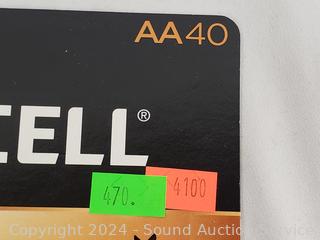 AA40
CELL®
470.
4100
Copyright 2024 - Sound Auction Service